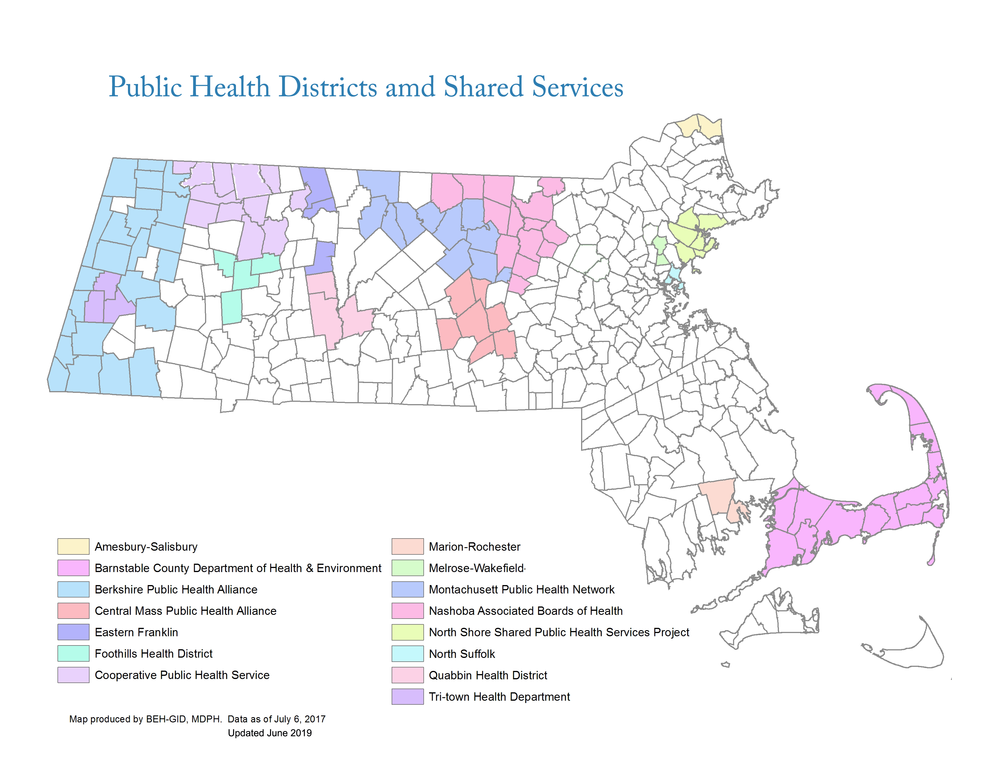 Public Health Districts amd Shared Services
Amesbury-Salisbury
Barnstable County Department of Health & Environment
Berkshire Public Health Alliance
Central Mass Public Health Alliance
Eastern Franklin
Foothills Health District
Cooperative Public Health Service
Marion-Rochester
Melrose-Wakefield
Montachusett Public Health Network
Nashoba Associated Boards of Health
North Shore Shared Public Health Services Project
North Suffolk
Quabbin Health District
Tri-town Health Department
Map produced by BEH-GID, MDPH.  Data as of July 6, 2017
Updated June 2019